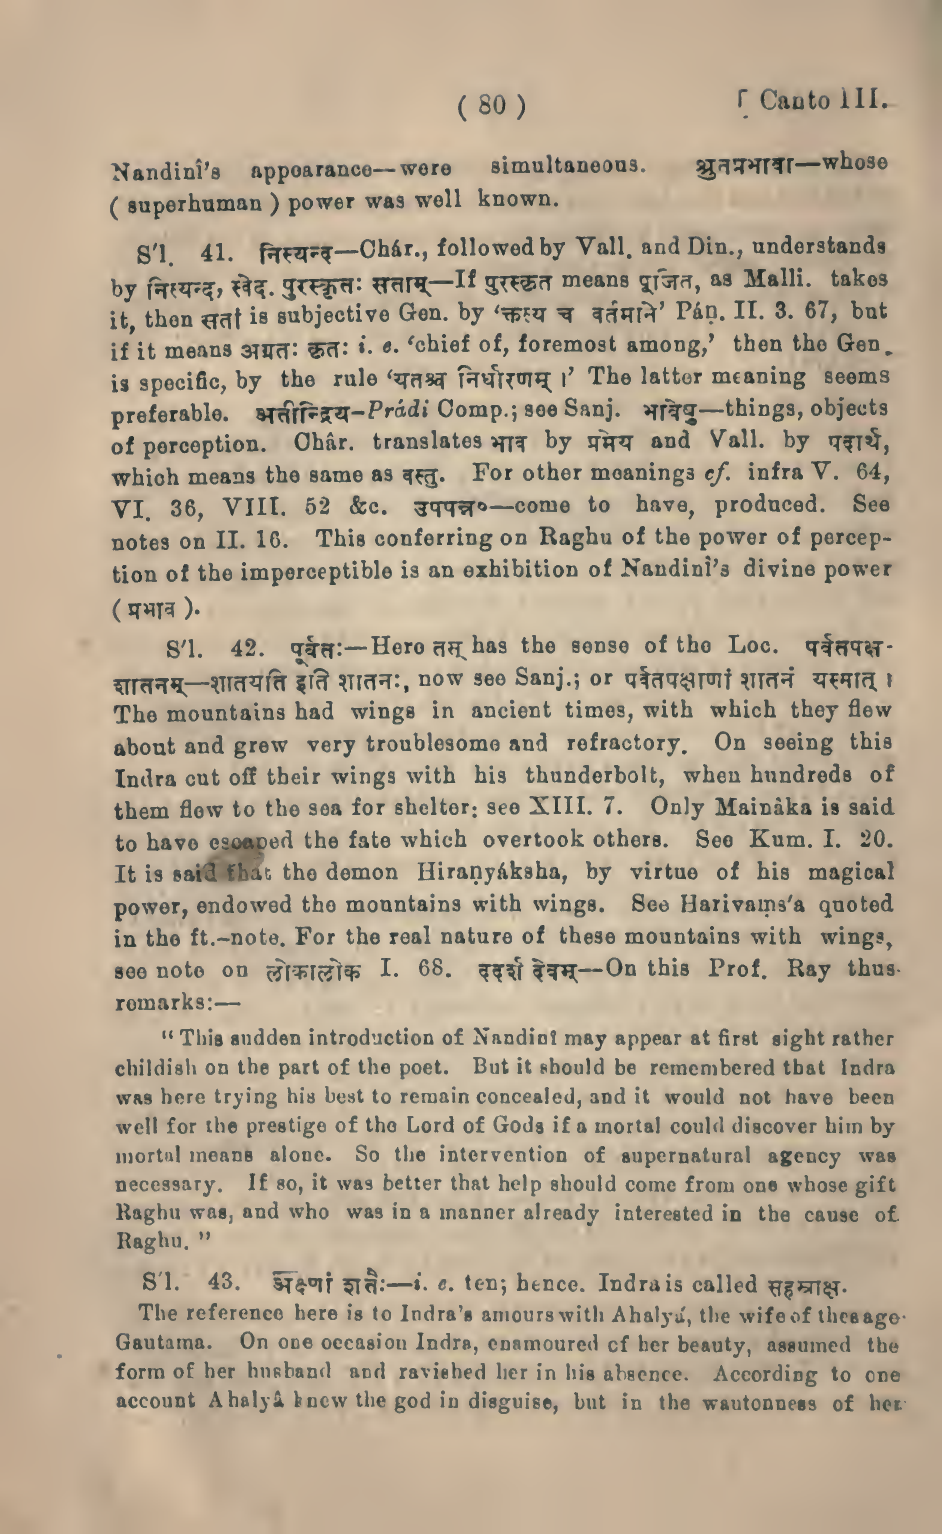 ( 80 )
[ Canto III.
Nandinî's appearance--were simultaneous. श्रुतप्रभावा—whose
( superhuman ) power was well known.
S'l. 41. निस्यन्द—Chár., followed by Vall. and Din., understands
by निस्यन्द, स्वेद. पुरस्कृतः सताम्—If पुरस्कृत means पूजित, as Malli. takes
it, then सतां is subjective Gen. by ‘क्तस्य च वर्तमाने’ Páṇ. II. 3. 67, but
if it means अग्रतः कृतः i. e. ‘chief of, foremost among,’ then the Gen.
is specific, by the rule ‘यतश्च निर्धारणम् ।’ The latter meaning seems
preferable. अतीन्द्रिय-Prádi Comp.; see Sanj. भावेषु—things, objects
of perception. Châr. translates भाव by प्रमेय and Vall. by पदार्थ,
which means the same as वस्तु. For other meanings cf. infra V. 64,
VI. 36, VIII. 52 &c. उपपन्न०—come to have, produced. See
notes on II. 16. This conferring on Raghu of the power of percep-
tion of the imperceptible is an exhibition of Nandinî's divine power
( प्रभाव ).
S'l. 42. पूर्वतः—Here तस् has the sense of the Loc. पर्वतपक्ष-
शातनम्—शातयति इति शातनः, now see Sanj.; or पर्वतपक्षाणां शातनं यस्मात् ।
The mountains had wings in ancient times, with which they flew
about and grew very troublesome and refractory. On seeing this
Indra cut off their wings with his thunderbolt, when hundreds of
them flew to the sea for shelter; see XIII. 7. Only Mainâka is said
to have escaped the fate which overtook others. See Kum. I. 20.
It is said that the demon Hiraṇyáksha, by virtue of his magical
power, endowed the mountains with wings. See Harivaṃs'a quoted
in the ft.-note. For the real nature of these mountains with wings,
see note on लोकालोक I. 68. ददर्श देवम्--On this Prof. Ray thus
remarks:—
“ This sudden introduction of Nandinî may appear at first sight rather
childish on the part of the poet. But it should be remembered that Indra
was here trying his best to remain concealed, and it would not have been
well for the prestige of the Lord of Gods if a mortal could discover him by
mortal means alone. So the intervention of supernatural agency was
necessary. If so, it was better that help should come from one whose gift
Raghu was, and who was in a manner already interested in the cause of
Raghu. ”
S'l. 43. अक्ष्णां शतैः—i. e. ten; hence. Indra is called सहस्राक्ष.
The reference here is to Indra's amours with Ahalyá, the wife of the sage
Gautama. On one occasion Indra, enamoured of her beauty, assumed the
form of her husband and ravished her in his absence. According to one
account Ahalyâ knew the god in disguise, but in the wantonness of her